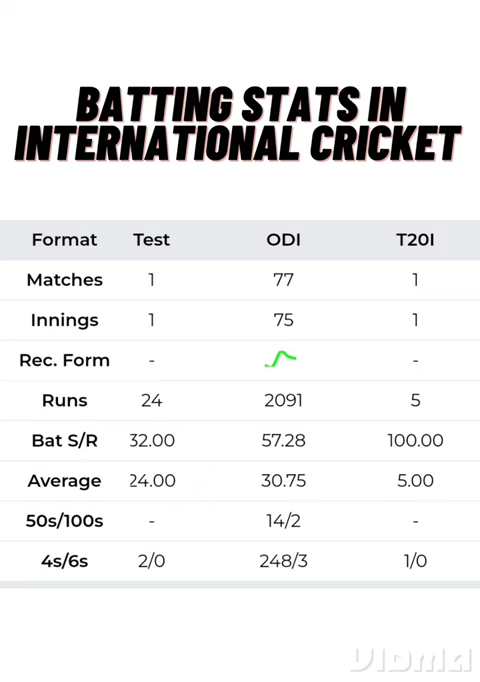 BATTING STATS IN
INTERNATIONAL CRICKET
Format Test ODI T20I
Matches 1 77 1
Innings 1 75 1
Rec. Form - -
Runs 24 2091 5
Bat S/R 32.00 57.28 100.00
Average 24.00 30.75 5.00
50s/100s - 14/2 -
4s/6s 2/0 248/3 1/0
VIDMA